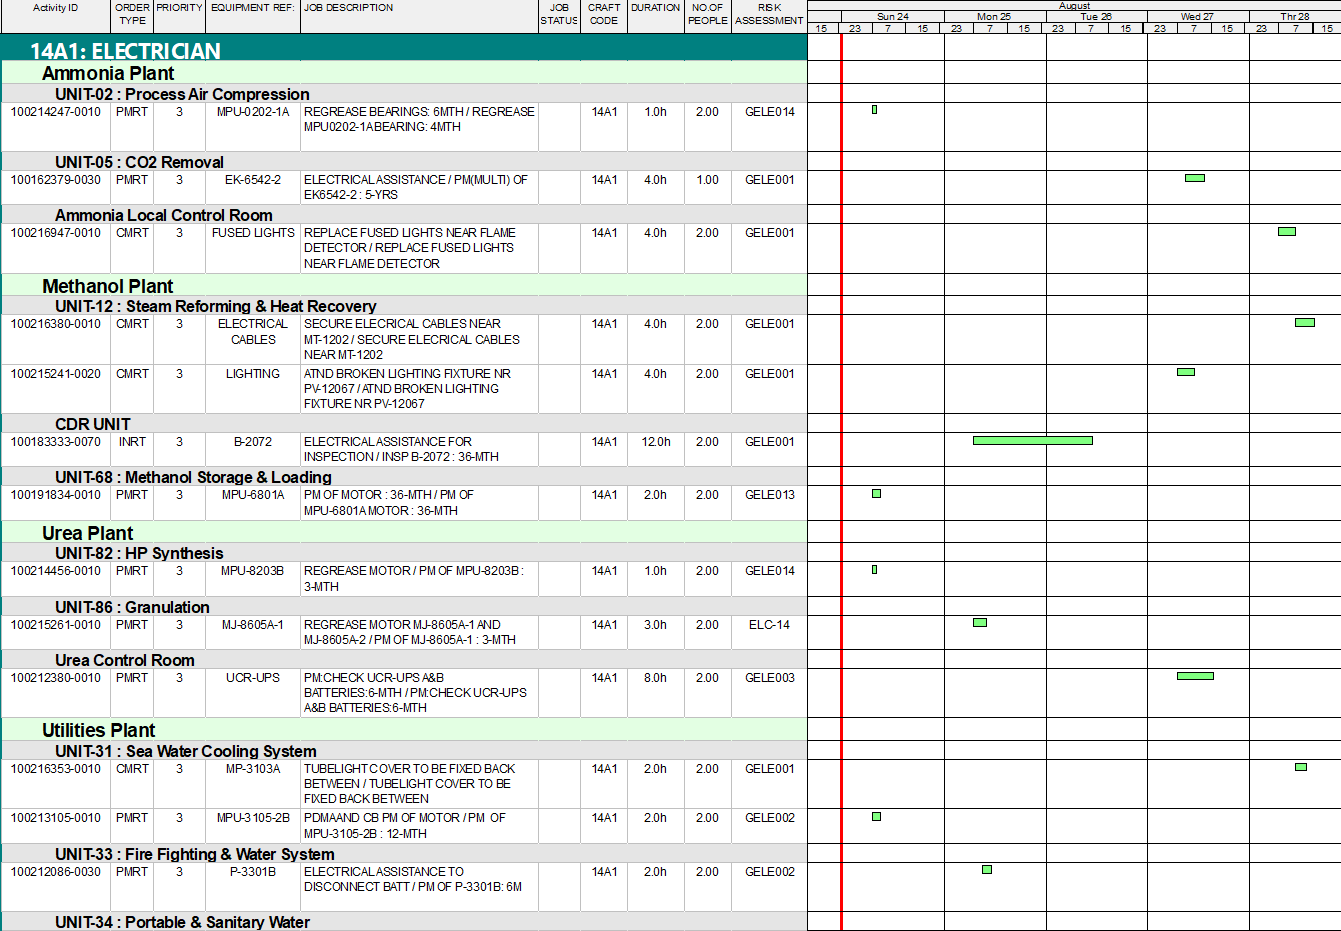 Activity ID ORDER TYPE PRIORITY EQUIPMENT REF: JOB DESCRIPTION JOB STATUS CRAFT CODE DURATION NO.OF PEOPLE RISK ASSESSMENT
August
Sun 24 Mon 25 Tue 26 Wed 27 Thr 28
15 23 7 15 23 7 15 23 7 15 23 7 15 23 7 15
14A1: ELECTRICIAN
Ammonia Plant
UNIT-02 : Process Air Compression
100214247-0010 PMRT 3 MPU-0202-1A REGREASE BEARINGS: 6MTH / REGREASE 14A1 1.0h 2.00 GELE014
MPU0202-1ABEARING: 4MTH
UNIT-05 : CO2 Removal
100162379-0030 PMRT 3 EK-6542-2 ELECTRICALASSISTANCE / PM(MULTI) OF 14A1 4.0h 1.00 GELE001
EK6542-2 : 5-YRS
Ammonia Local Control Room
100216947-0010 CMRT 3 FUSED LIGHTS REPLACE FUSED LIGHTS NEAR FLAME 14A1 4.0h 2.00 GELE001
DETECTOR / REPLACE FUSED LIGHTS
NEAR FLAME DETECTOR
Methanol Plant
UNIT-12 : Steam Reforming & Heat Recovery
100216380-0010 CMRT 3 ELECTRICAL SECURE ELECRICAL CABLES NEAR 14A1 4.0h 2.00 GELE001
CABLES MT-1202 / SECURE ELECRICAL CABLES
NEAR MT-1202
100215241-0020 CMRT 3 LIGHTING ATND BROKEN LIGHTING FIXTURE NR 14A1 4.0h 2.00 GELE001
PV-12067 / ATND BROKEN LIGHTING
FIXTURE NR PV-12067
CDR UNIT
100183333-0070 INRT 3 B-2072 ELECTRICALASSISTANCE FOR 14A1 12.0h 2.00 GELE001
INSPECTION / INSP B-2072 : 36-MTH
UNIT-68 : Methanol Storage & Loading
100191834-0010 PMRT 3 MPU-6801A PM OF MOTOR : 36-MTH / PM OF 14A1 2.0h 2.00 GELE013
MPU-6801A MOTOR : 36-MTH
Urea Plant
UNIT-82 : HP Synthesis
100214456-0010 PMRT 3 MPU-8203B REGREASE MOTOR / PM OF MPU-8203B : 14A1 1.0h 2.00 GELE014
3-MTH
UNIT-86 : Granulation
100215261-0010 PMRT 3 MJ-8605A-1 REGREASE MOTOR MJ-8605A-1 AND 14A1 3.0h 2.00 ELC-14
MJ-8605A-2 / PM OF MJ-8605A-1 : 3-MTH
Urea Control Room
100212380-0010 PMRT 3 UCR-UPS PM:CHECK UCR-UPS A&B 14A1 8.0h 2.00 GELE003
BATTERIES:6-MTH / PM:CHECK UCR-UPS
A&B BATTERIES:6-MTH
Utilities Plant
UNIT-31 : Sea Water Cooling System
100216353-0010 CMRT 3 MP-3103A TUBELIGHT COVER TO BE FIXED BACK 14A1 2.0h 2.00 GELE001
BETWEEN / TUBELIGHT COVER TO BE
FIXED BACK BETWEEN
100213105-0010 PMRT 3 MPU-3105-2B PDMAAND CB PM OF MOTOR / PM OF 14A1 2.0h 2.00 GELE002
MPU-3105-2B : 12-MTH
UNIT-33 : Fire Fighting & Water System
100212086-0030 PMRT 3 P-3301B ELECTRICALASSISTANCE TO 14A1 2.0h 2.00 GELE002
DISCONNECT BATT / PM OF P-3301B: 6M
UNIT-34 : Portable & Sanitary Water